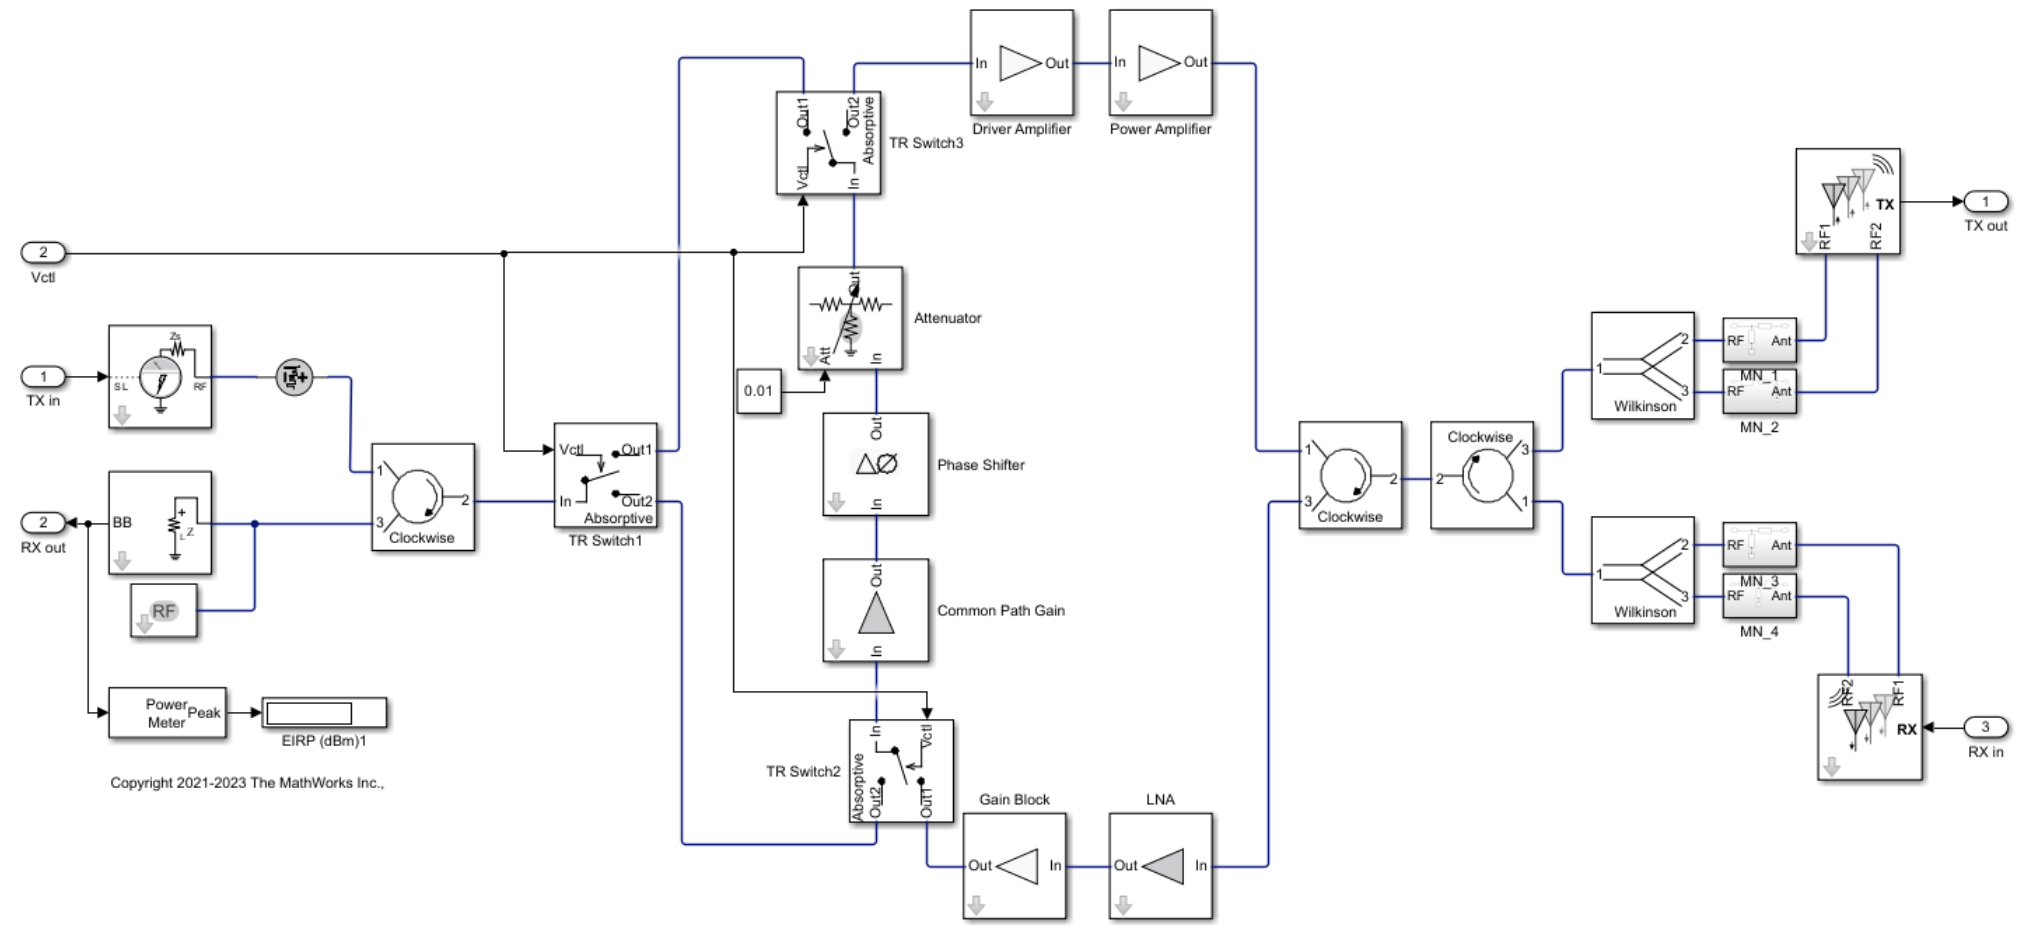 In
Out
Driver Amplifier
In
Out
Power Amplifier
Out1
Out2
Absorptive
Vctl
In
TR Switch3
TX
RF1
RF2
1
TX out
2
Vctl
Out
Att
In
Attenuator
0.01
1
TX in
SL
Zs
RF
Out
In
Phase Shifter
Vctl
Out1
In
Out2
Absorptive
TR Switch1
1
2
3
Clockwise
2
RX out
BB
+
Z
L
RF
1
3
2
Clockwise
Clockwise
2
3
1
1
2
3
Wilkinson
RF
Ant
MN_1
RF
Ant
MN_2
1
2
3
Wilkinson
RF
Ant
MN_3
RF
Ant
MN_4
Out
In
Common Path Gain
RF2
RF1
RX
3
RX in
Power
Meter
Peak
EIRP (dBm)1
In
Vctl
Absorptive
Out2
Out1
TR Switch2
Copyright 2021-2023 The MathWorks Inc.,
Gain Block
Out
In
LNA
Out
In